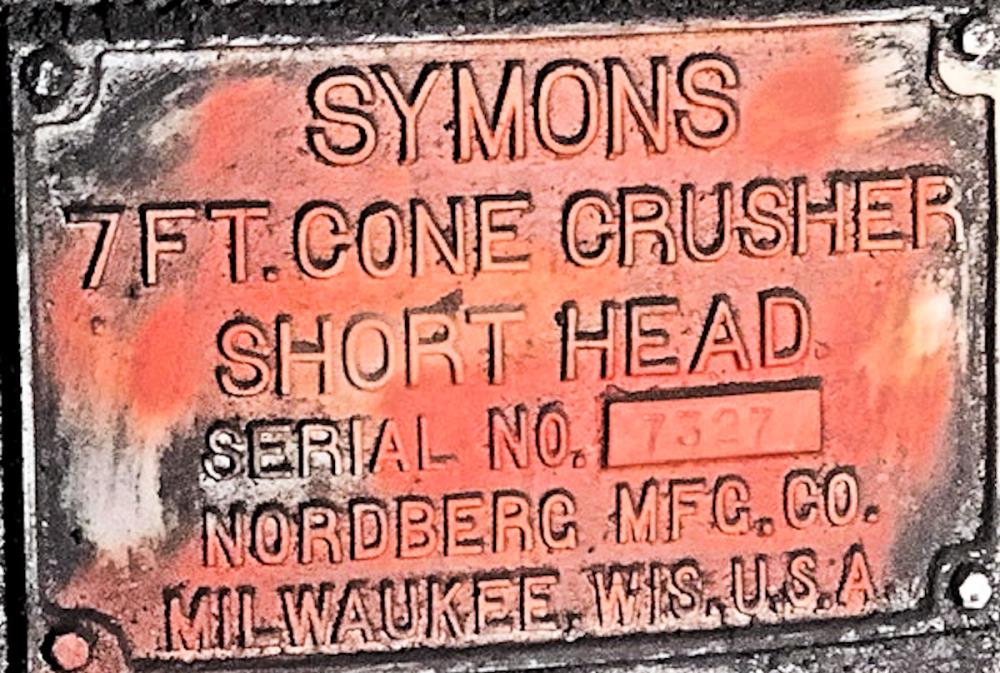 SYMONS
7 FT. CONE CRUSHER
SHORT HEAD
SERIAL NO. 7327
NORDBERG MFG. CO.
MILWAUKEE, WIS. U.S.A